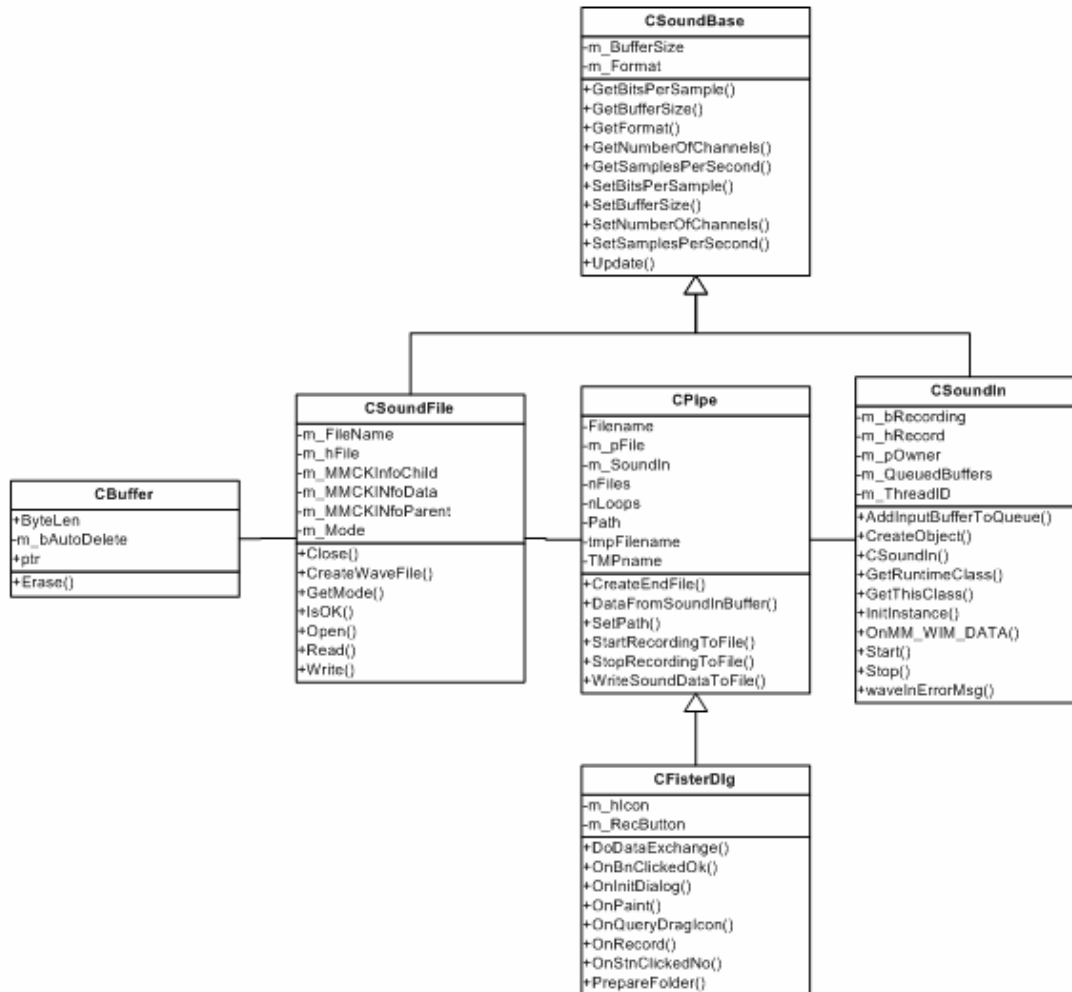 CSoundBase
-m_BufferSize
-m_Format
+GetBitsPerSample()
+GetBufferSize()
+GetFormat()
+GetNumberOfChannels()
+GetSamplesPerSecond()
+SetBitsPerSample()
+SetBufferSize()
+SetNumberOfChannels()
+SetSamplesPerSecond()
+Update()
CBuffer
+ByteLen
-m_bAutoDelete
+ptr
+Erase()
CSoundFile
-m_FileName
-m_hFile
-m_MMCKInfoChild
-m_MMCKINfoData
-m_MMCKINfoParent
-m_Mode
+Close()
+CreateWaveFile()
+GetMode()
+IsOK()
+Open()
+Read()
+Write()
CPipe
-Filename
-m_pFile
-m_SoundIn
-nFiles
-nLoops
-Path
-tmpFilename
-TMPname
+CreateEndFile()
+DataFromSoundInBuffer()
+SetPath()
+StartRecordingToFile()
+StopRecordingToFile()
+WriteSoundDataToFile()
CSoundIn
-m_bRecording
-m_hRecord
-m_pOwner
-m_QueuedBuffers
-m_ThreadID
+AddInputBufferToQueue()
+CreateObject()
+CSoundIn()
+GetRuntimeClass()
+GetThisClass()
+InitInstance()
+OnMM_WIM_DATA()
+Start()
+Stop()
+waveInErrorMsg()
CFisterDlg
-m_hIcon
-m_RecButton
+DoDataExchange()
+OnBnClickedOk()
+OnInitDialog()
+OnPaint()
+OnQueryDragIcon()
+OnRecord()
+OnStnClickedNo()
+PrepareFolder()